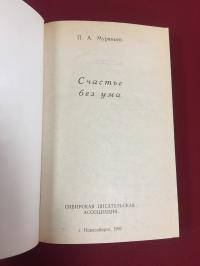 П. А. Муравьев
Счастье
без ума
СИБИРСКАЯ ПИСАТЕЛЬСКАЯ
АССОЦИАЦИЯ
г. Новосибирск,